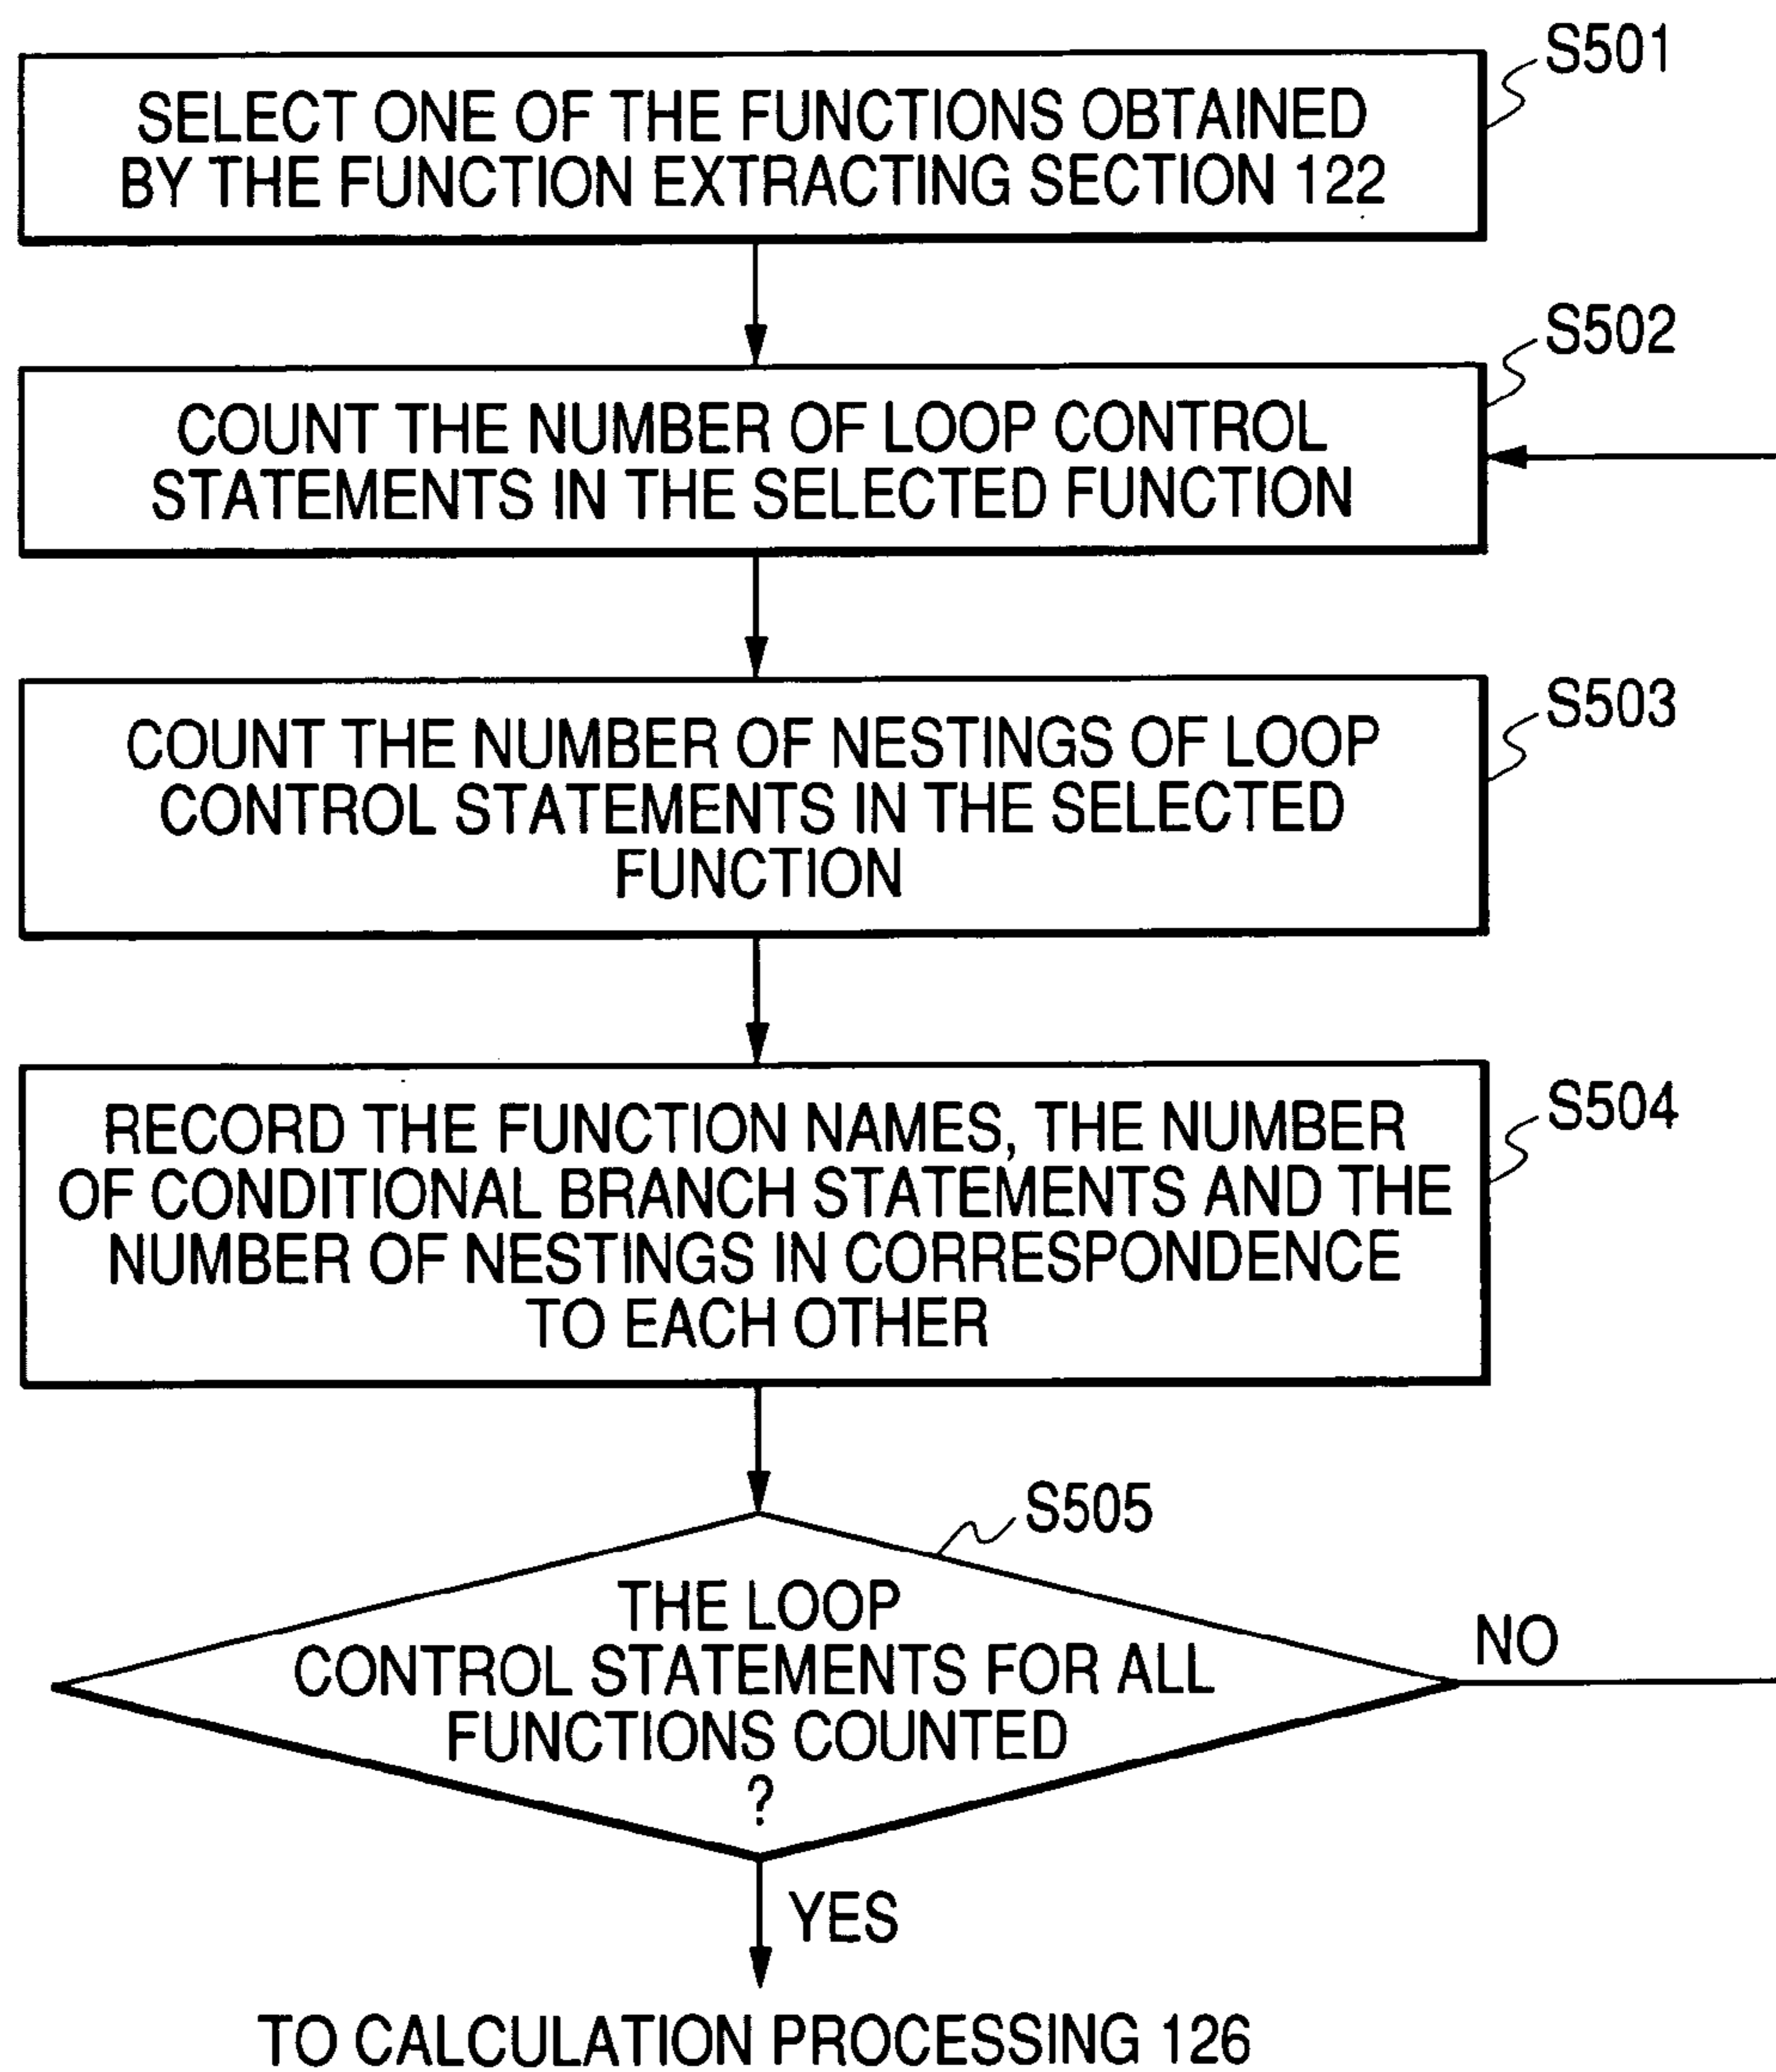 S501
SELECT ONE OF THE FUNCTIONS OBTAINED
BY THE FUNCTION EXTRACTING SECTION 122
S502
COUNT THE NUMBER OF LOOP CONTROL
STATEMENTS IN THE SELECTED FUNCTION
S503
COUNT THE NUMBER OF NESTINGS OF LOOP
CONTROL STATEMENTS IN THE SELECTED
FUNCTION
S504
RECORD THE FUNCTION NAMES, THE NUMBER
OF CONDITIONAL BRANCH STATEMENTS AND THE
NUMBER OF NESTINGS IN CORRESPONDENCE
TO EACH OTHER
S505
THE LOOP
CONTROL STATEMENTS FOR ALL
FUNCTIONS COUNTED
?
NO
YES
TO CALCULATION PROCESSING 126